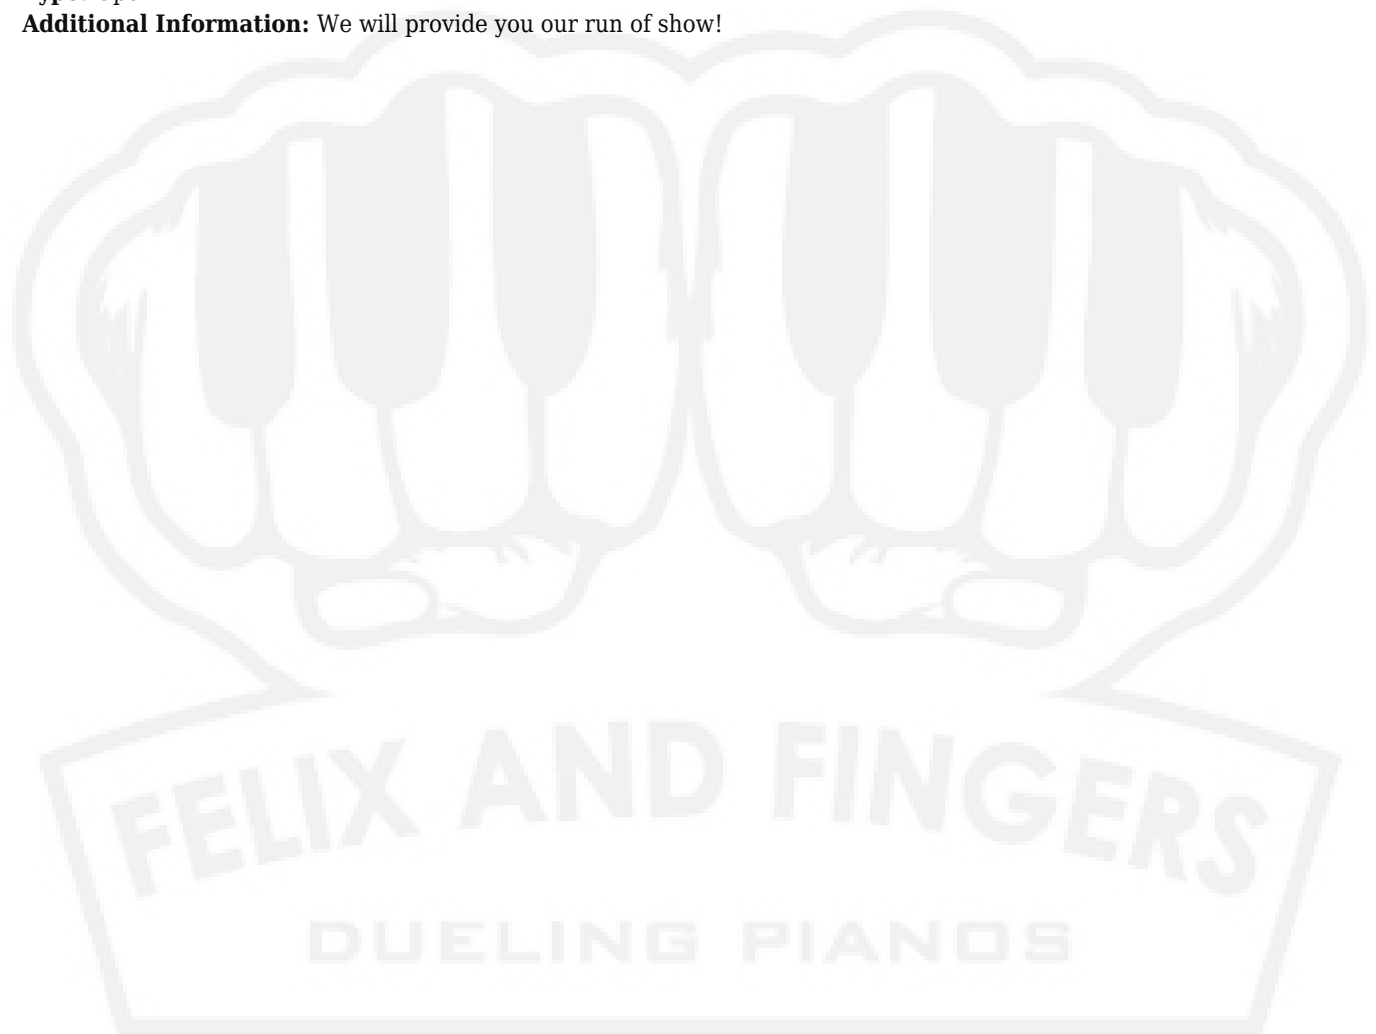 Additional Information: We will provide you our run of show!
FELIX AND FINGERS
DUELING PIANOS